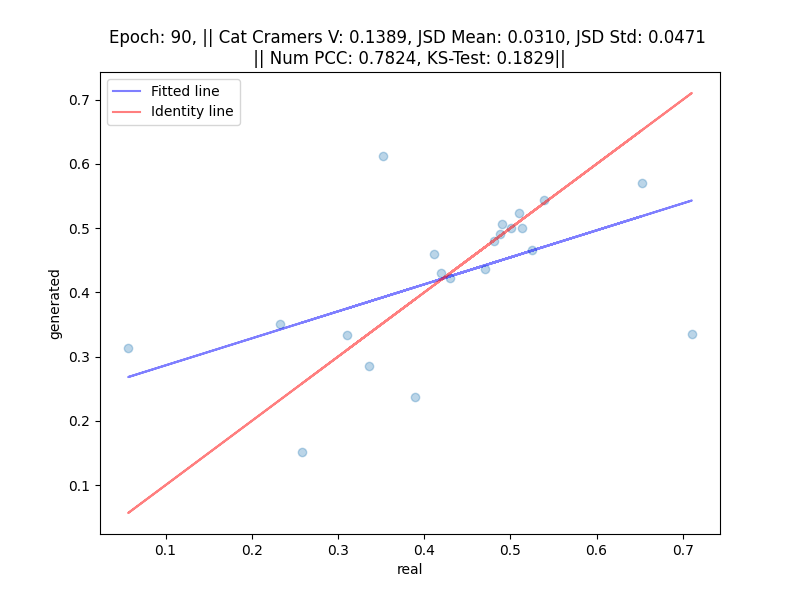 Epoch: 90, || Cat Cramers V: 0.1389, JSD Mean: 0.0310, JSD Std: 0.0471
|| Num PCC: 0.7824, KS-Test: 0.1829||
Fitted line
Identity line
0.7
0.6
0.5
0.4
0.3
0.2
0.1
generated
0.1 0.2 0.3 0.4 0.5 0.6 0.7
real